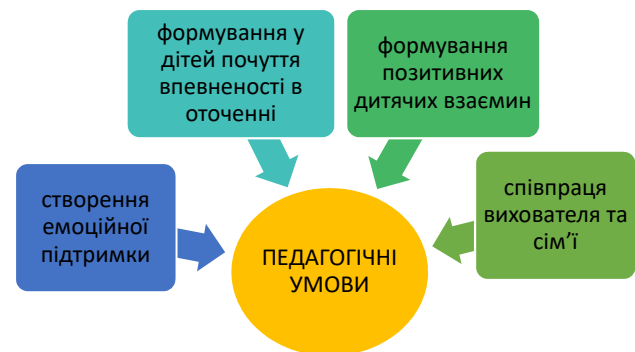 створення
емоційної
підтримки
формування у
дітей почуття
впевненості в
оточенні
формування
позитивних
дитячих взаємин
співпраця
вихователя та
сім’ї
ПЕДАГОГІЧНІ
УМОВИ